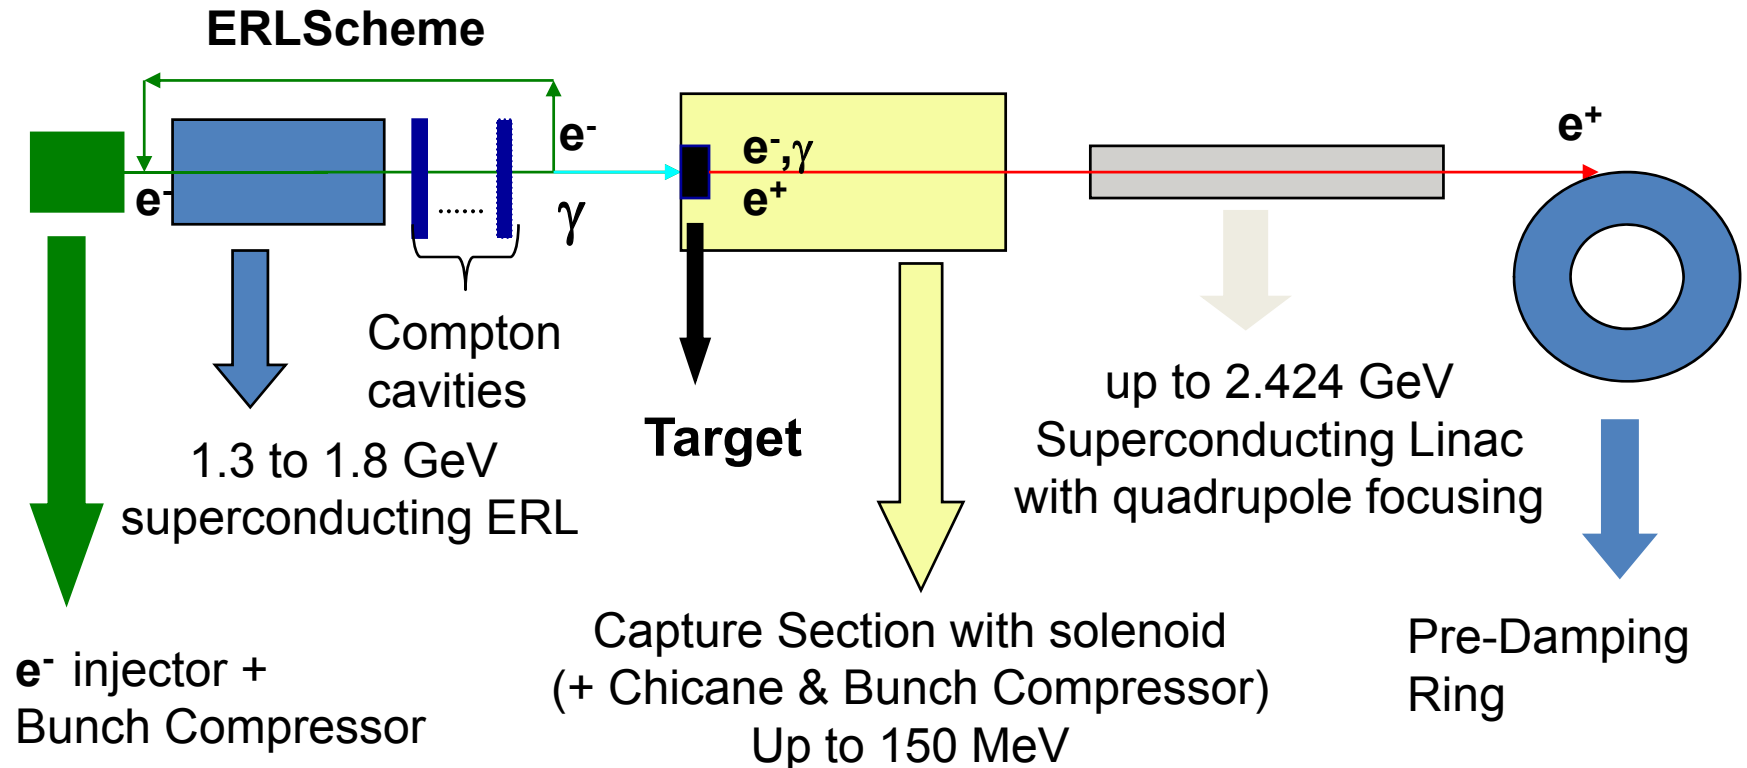 ERLScheme
e⁻
e⁻
γ
e⁻,γ
e⁺
e⁺
......
Compton
cavities
Target
1.3 to 1.8 GeV
superconducting ERL
up to 2.424 GeV
Superconducting Linac
with quadrupole focusing
e⁻ injector +
Bunch Compressor
Capture Section with solenoid
(+ Chicane & Bunch Compressor)
Up to 150 MeV
Pre-Damping
Ring